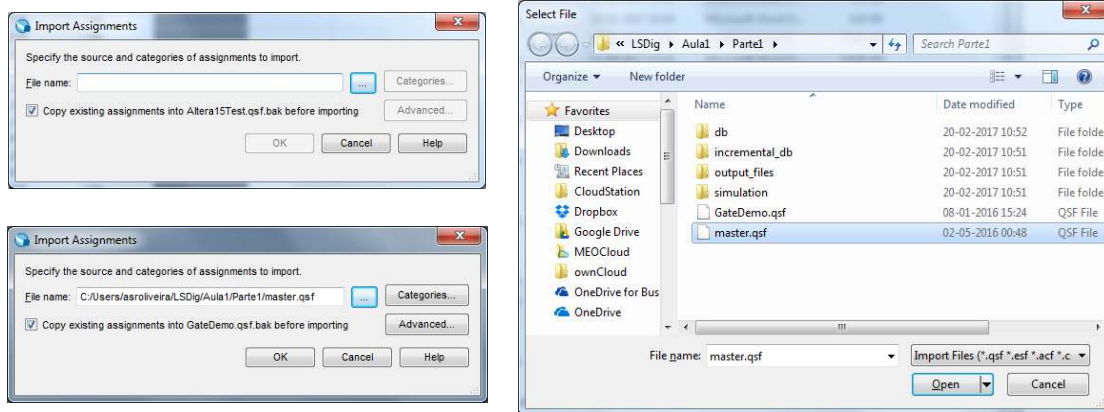 Import Assignments
Specify the source and categories of assignments to import.
File name: ... Categories...
Copy existing assignments into Altera15Test.qsf.bak before importing Advanced...
OK Cancel Help
Import Assignments
Specify the source and categories of assignments to import.
File name: C:/Users/asroliveira/LSDig/Aula1/Parte1/master.qsf ... Categories...
Copy existing assignments into GateDemo.qsf.bak before importing Advanced...
OK Cancel Help
Select File
« LSDig Aula1 Parte1 Search Parte1
Organize New folder
Favorites
Desktop
Downloads
Recent Places
CloudStation
Dropbox
Google Drive
MEOCloud
ownCloud
OneDrive for Bus
OneDrive
Name Date modified Type
db 20-02-2017 10:52 File folde
incremental_db 20-02-2017 10:51 File folde
output_files 20-02-2017 10:51 File folde
simulation 20-02-2017 10:51 File folde
GateDemo.qsf 08-01-2016 15:24 QSF File
master.qsf 02-05-2016 00:48 QSF File
File name: master.qsf Import Files (*.qsf *.esf *.acf *.c
Open Cancel